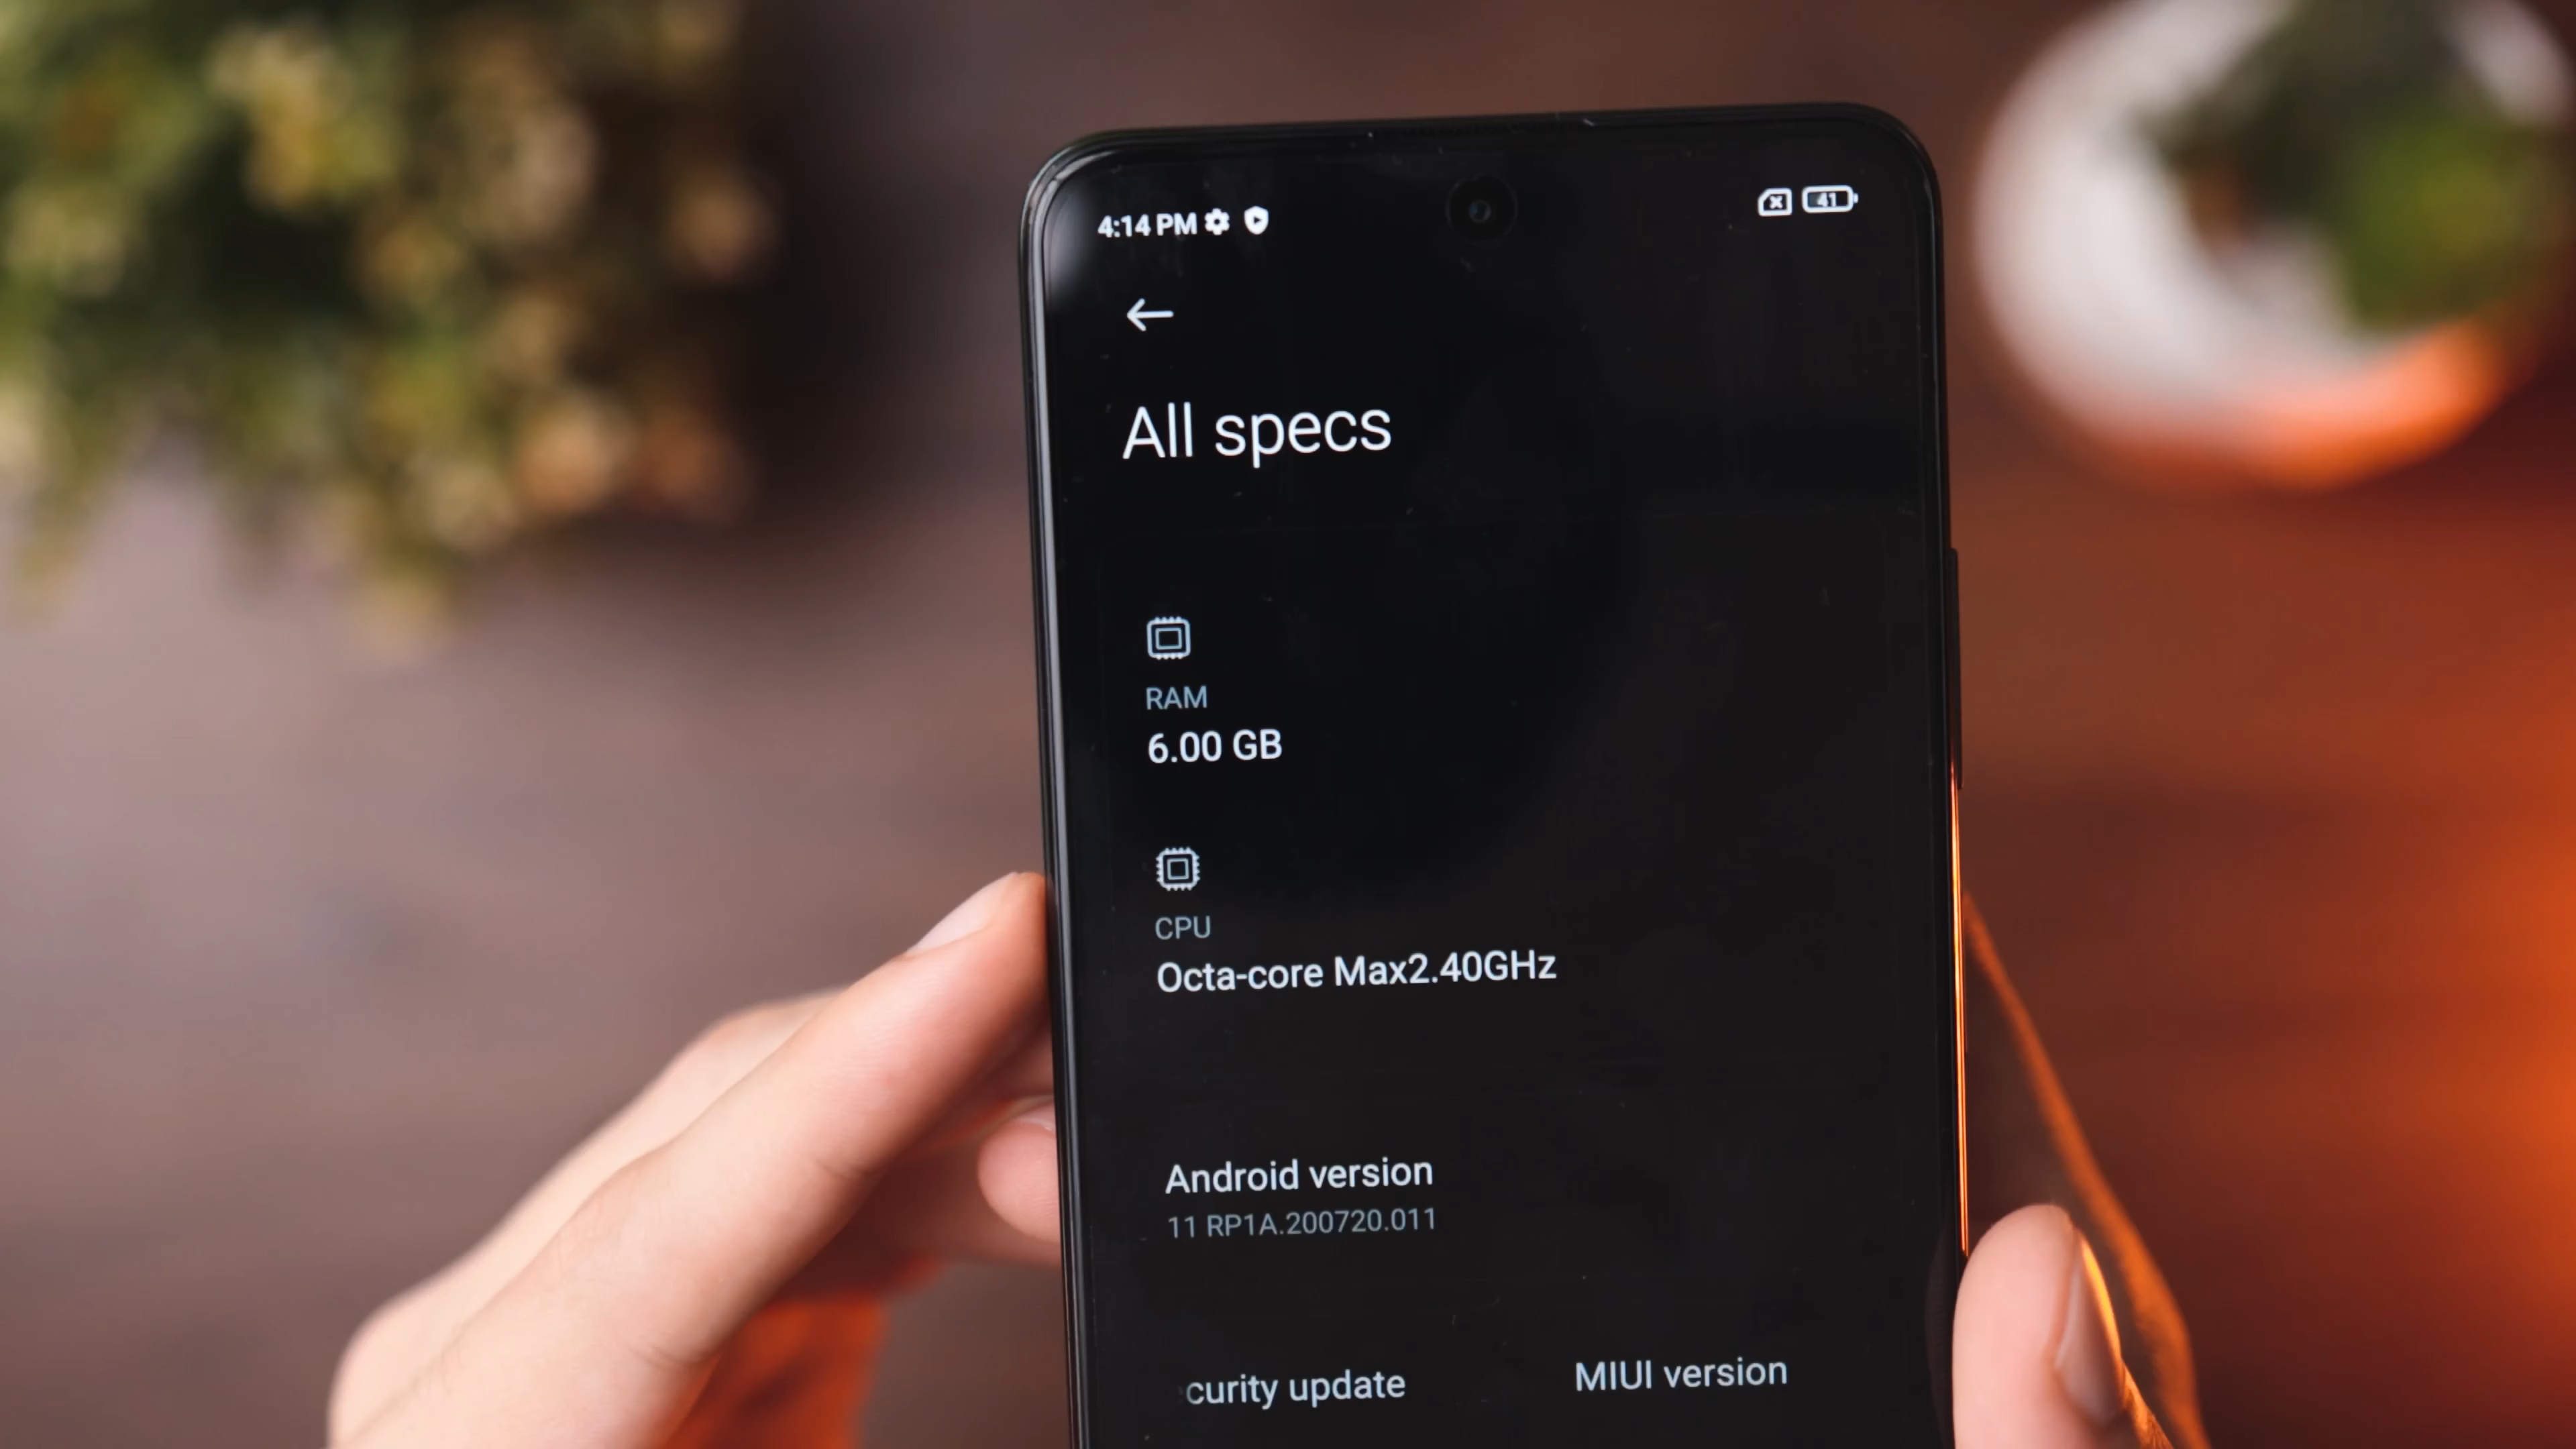 4:14 PM
41
All specs
RAM
6.00 GB
CPU
Octa-core Max2.40GHz
Android version
11 RP1A.200720.011
curity update
MIUI version